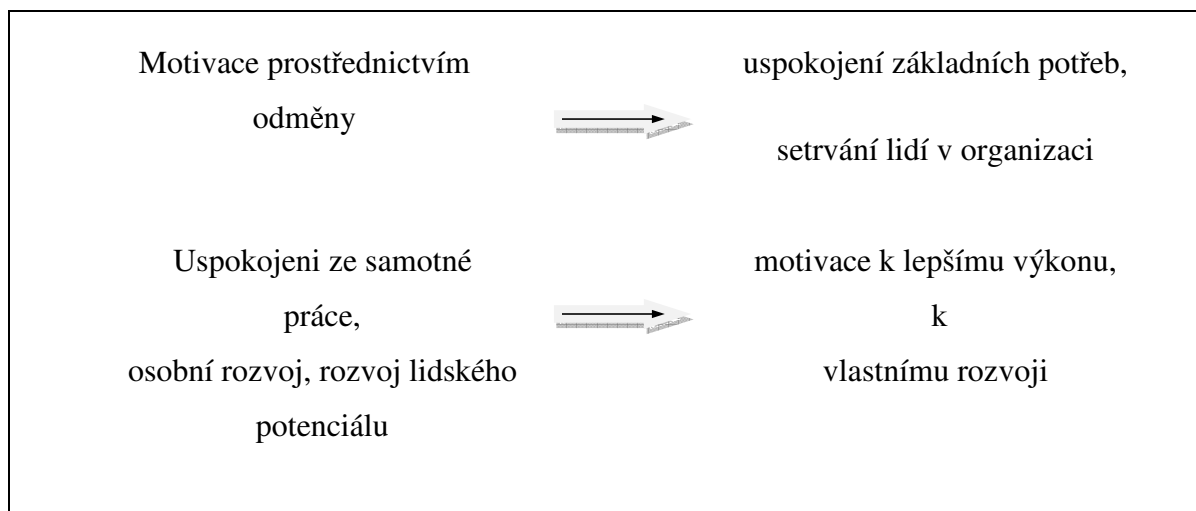 Motivace prostřednictvím
odměny
uspokojení základních potřeb,
setrvání lidí v organizaci
Uspokojeni ze samotné
práce,
osobní rozvoj, rozvoj lidského
potenciálu
motivace k lepšímu výkonu,
k
vlastnímu rozvoji